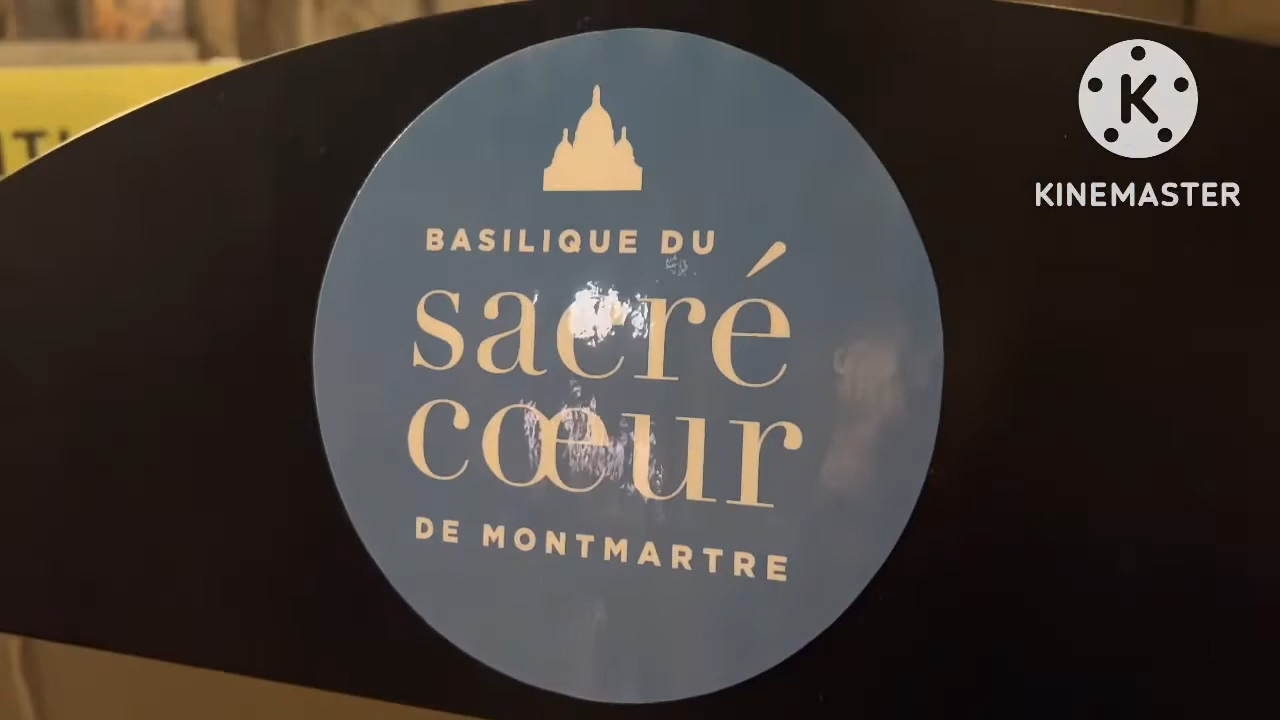 BASILIQUE DU
sacré
cœur
DE MONTMARTRE
K
KINEMASTER